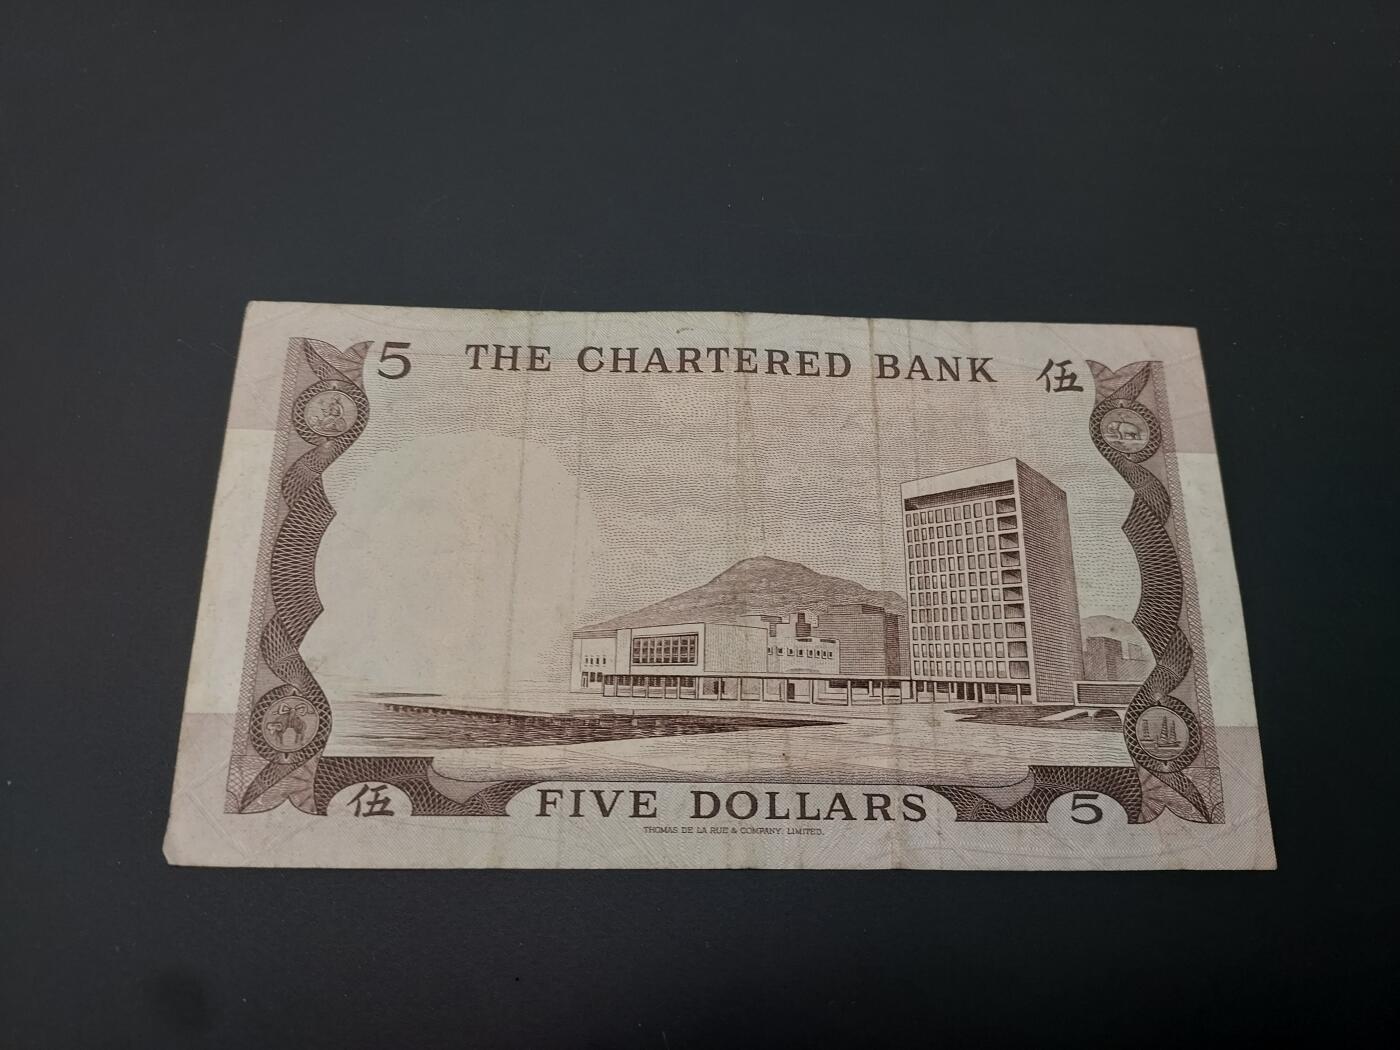 5 THE CHARTERED BANK 伍
伍 FIVE DOLLARS 5
THOMAS DE LA RUE & COMPANY, LIMITED.